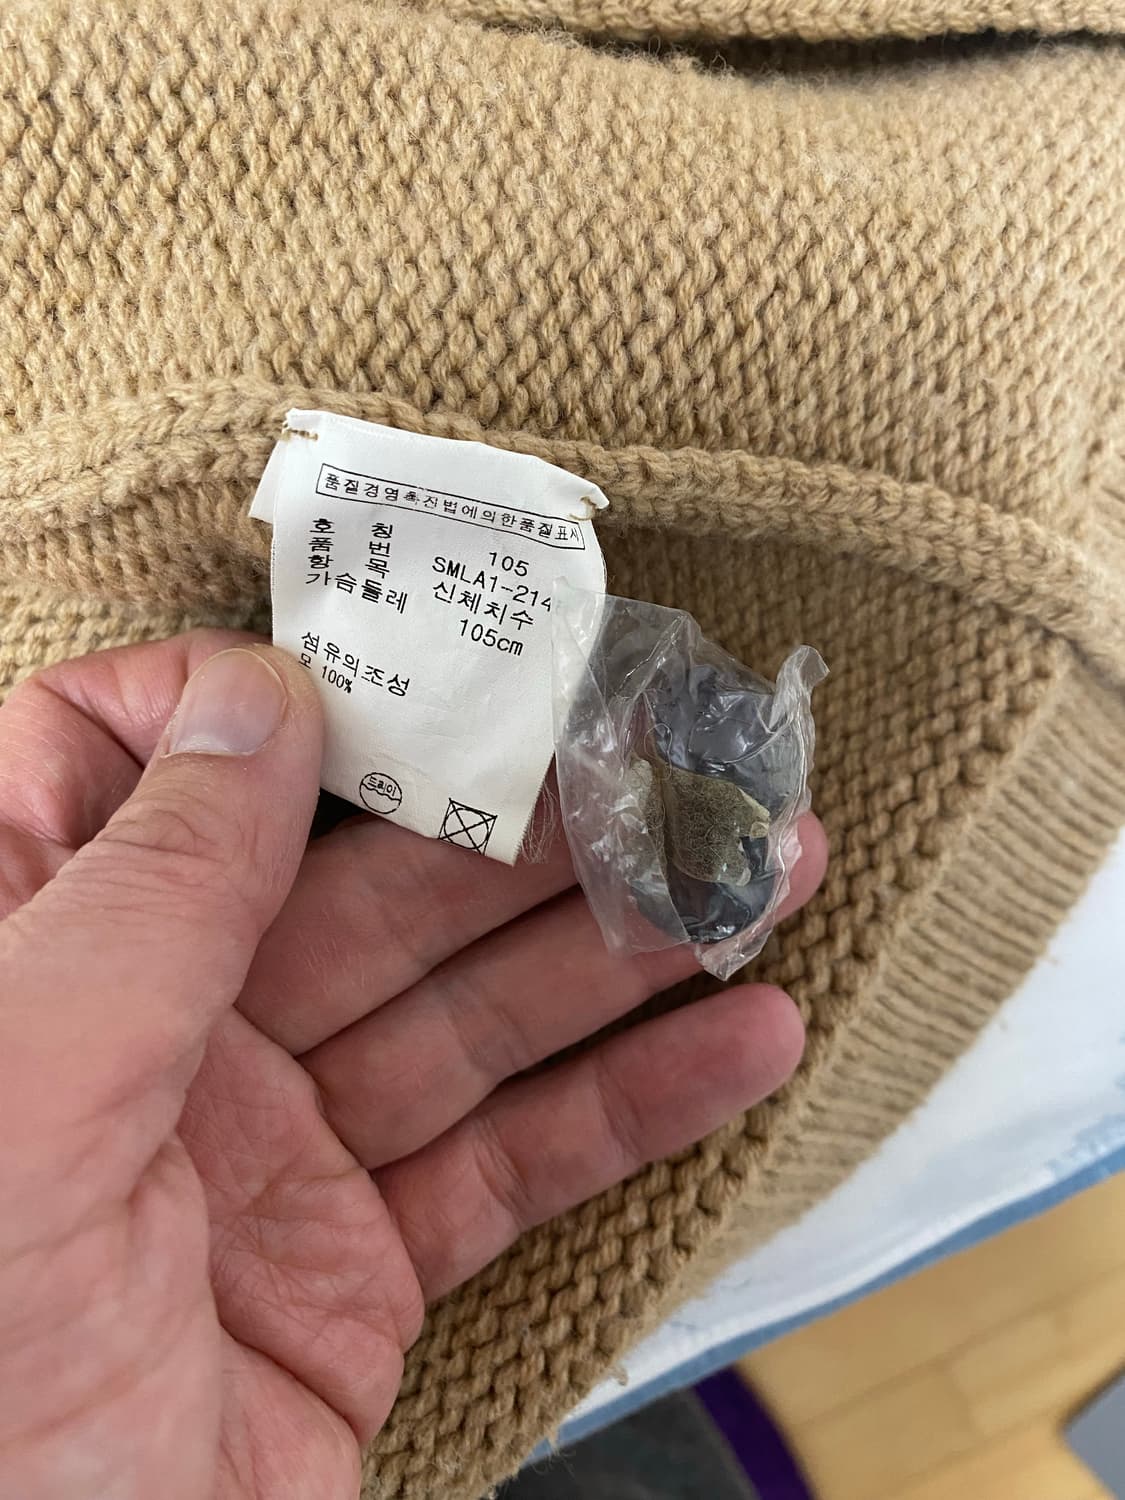 품질경영촉진법에의한품질표시
호 칭 105
품 번 SMLA1-214
항 목 신체치수
가슴둘레 105cm
섬유의조성
모 100%
드라이